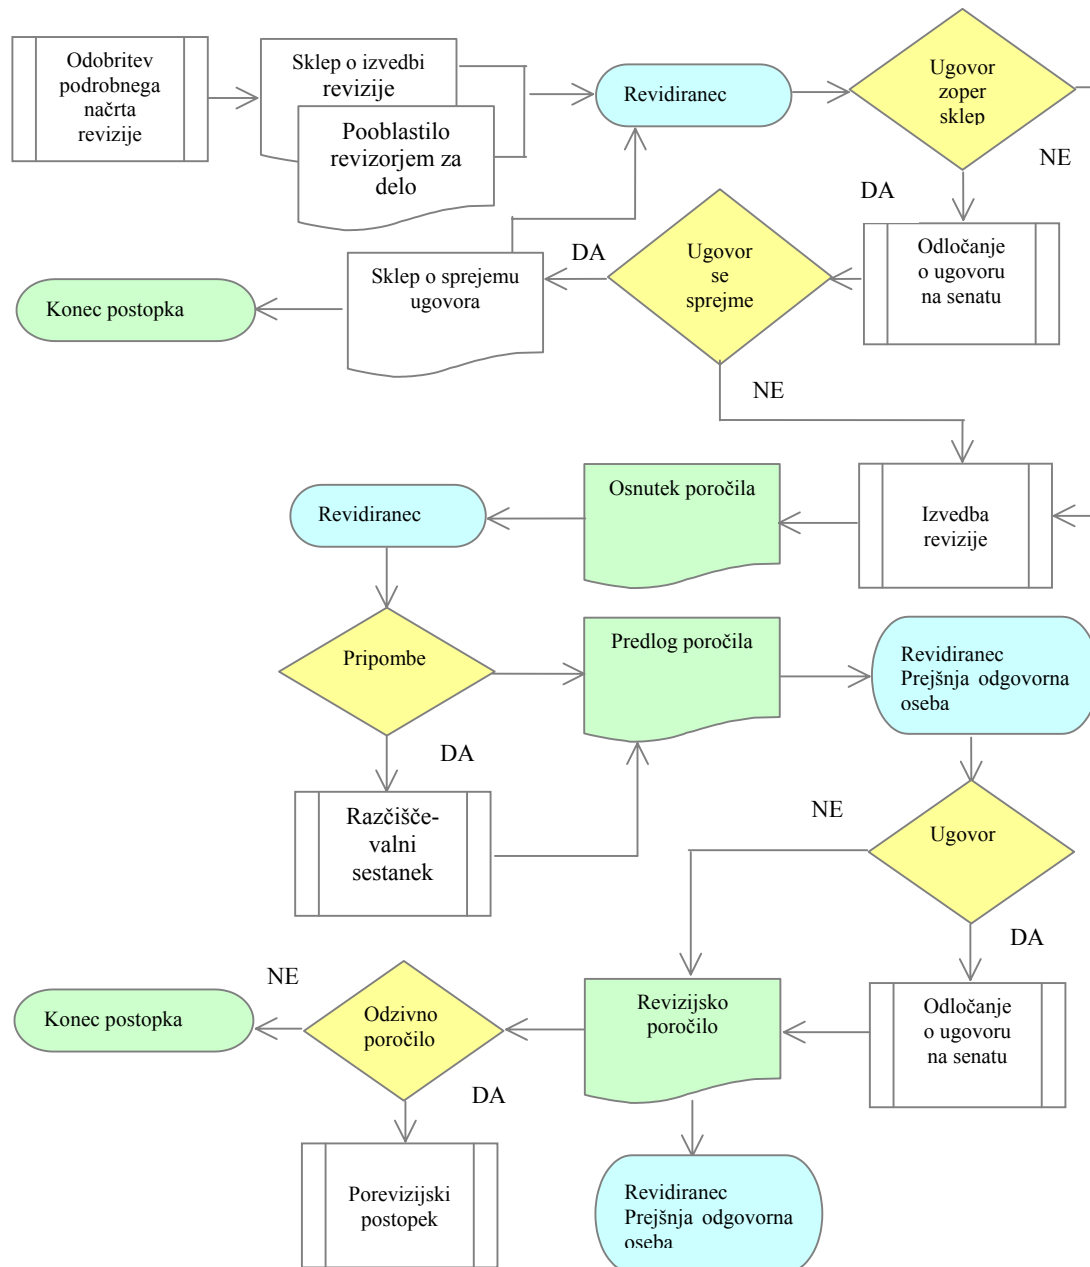 Odobritev
podrobnega
načrta
revizije
Sklep o izvedbi
revizije
Pooblastilo
revizorjem za
delo
Revidiranec
Ugovor
zoper
sklep
NE
DA
Odločanje
o ugovoru
na senatu
Ugovor
se
sprejme
DA
Sklep o sprejemu
ugovora
Konec postopka
NE
Izvedba
revizije
Osnutek poročila
Revidiranec
Pripombe
Predlog poročila
Revidiranec
Prejšnja odgovorna
oseba
DA
Razčišče-
valni
sestanek
NE
Ugovor
DA
Odločanje
o ugovoru
na senatu
Revizijsko
poročilo
Odzivno
poročilo
NE
Konec postopka
DA
Porevizijski
postopek
Revidiranec
Prejšnja odgovorna
oseba